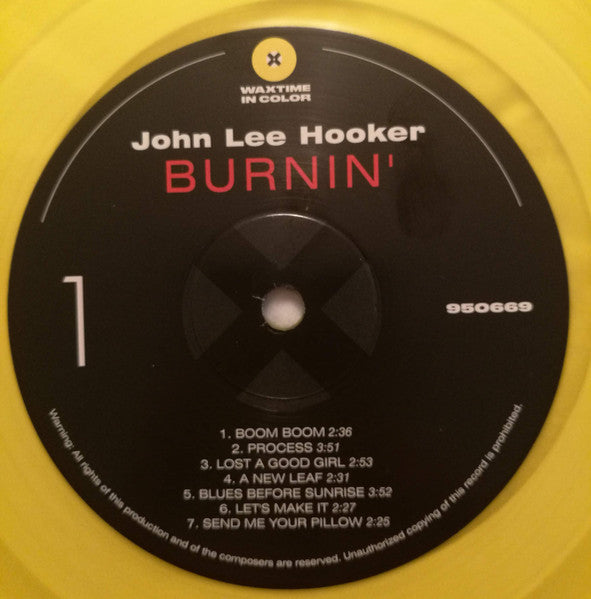 WAXTIME
IN COLOR
John Lee Hooker
BURNIN'
1
950669
1. BOOM BOOM 2:36
2. PROCESS 3:51
3. LOST A GOOD GIRL 2:53
4. A NEW LEAF 2:31
5. BLUES BEFORE SUNRISE 3:52
6. LET'S MAKE IT 2:27
7. SEND ME YOUR PILLOW 2:25
Warning: All rights of this production and of the composers are reserved. Unauthorized copying of this record is prohibited.